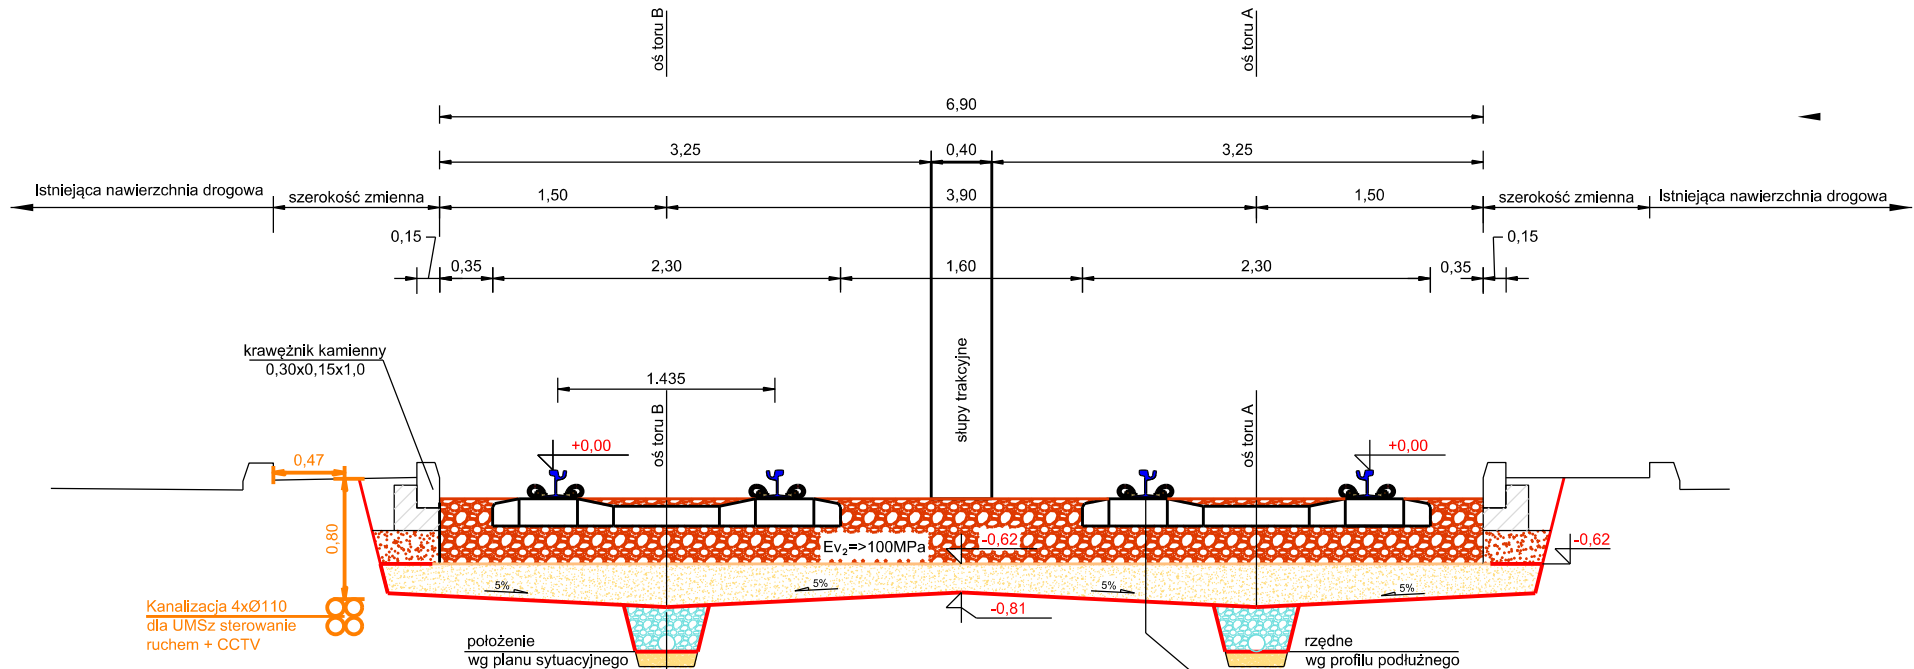 oś toru B
oś toru A
6,90
3,25
0,40
3,25
Istniejąca nawierzchnia drogowa
szerokość zmienna
1,50
3,90
1,50
szerokość zmienna
Istniejąca nawierzchnia drogowa
0,15
0,15
0,35
2,30
1,60
2,30
0,35
krawężnik kamienny
0,30x0,15x1,0
1.435
słupy trakcyjne
oś toru B
oś toru A
+0,00
+0,00
0,47
0,80
Ev₂=>100MPa
-0,62
-0,62
5%
5%
5%
5%
-0,81
Kanalizacja 4xØ110
dla UMSz sterowanie
ruchem + CCTV
położenie
wg planu sytuacyjnego
rzędne
wg profilu podłużnego